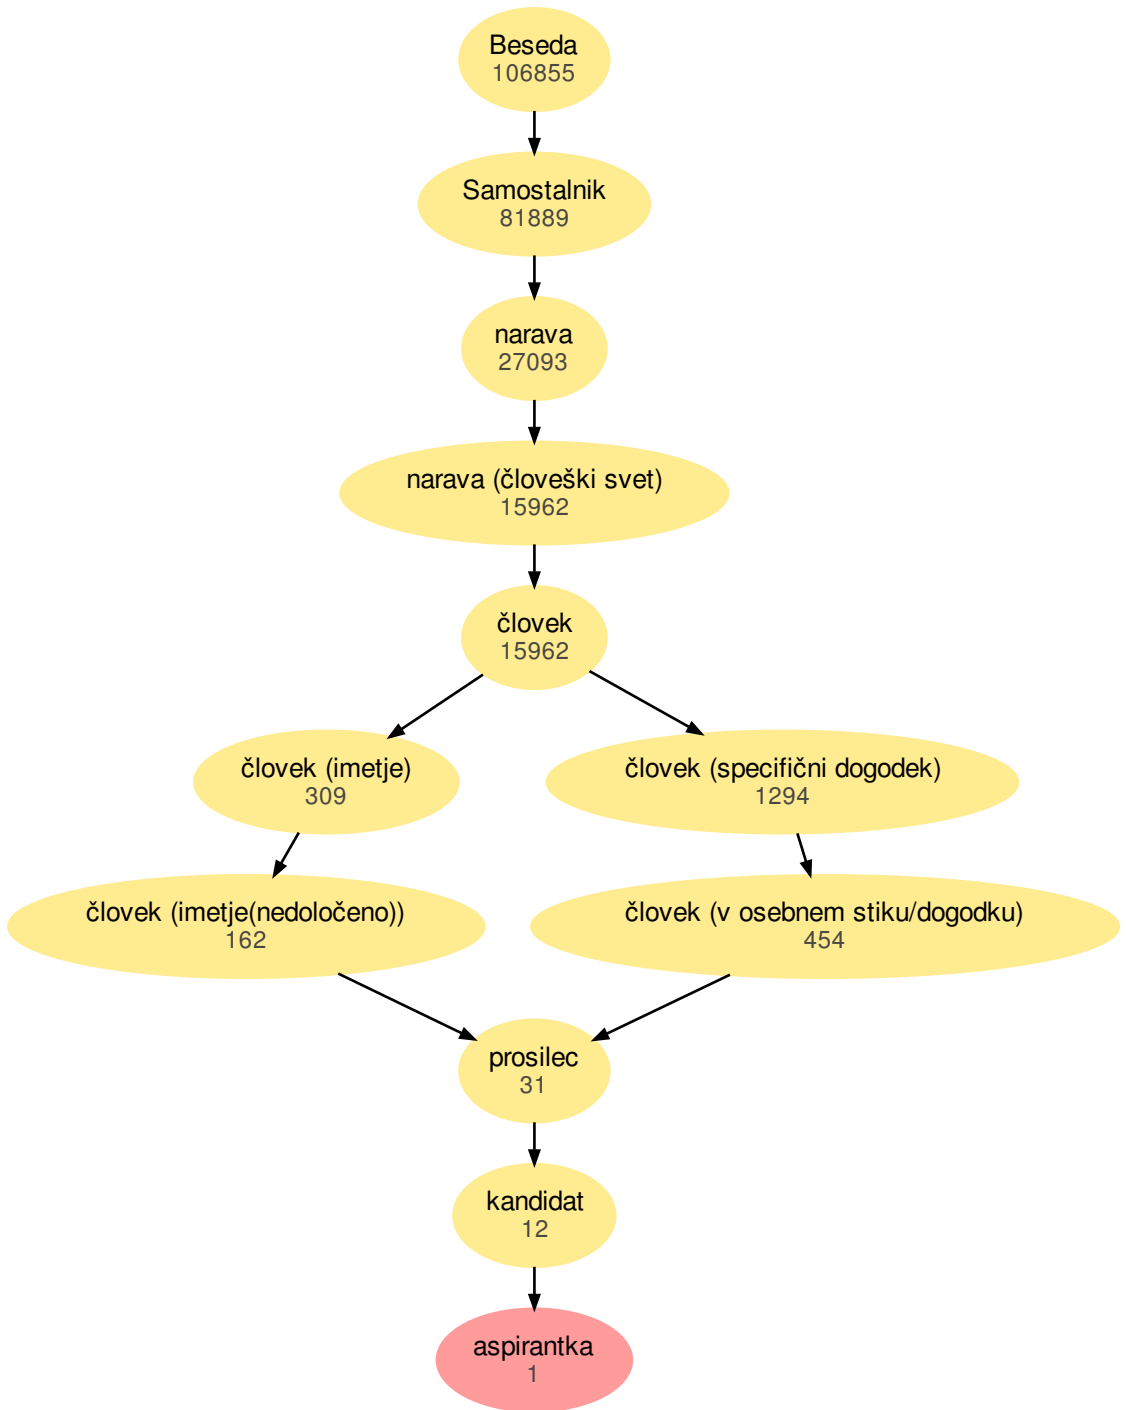 Beseda
106855
Samostalnik
81889
narava
27093
narava (človeški svet)
15962
človek
15962
človek (imetje)
309
človek (specifični dogodek)
1294
človek (imetje(nedoločeno))
162
človek (v osebnem stiku/dogodku)
454
prosilec
31
kandidat
12
aspirantka
1